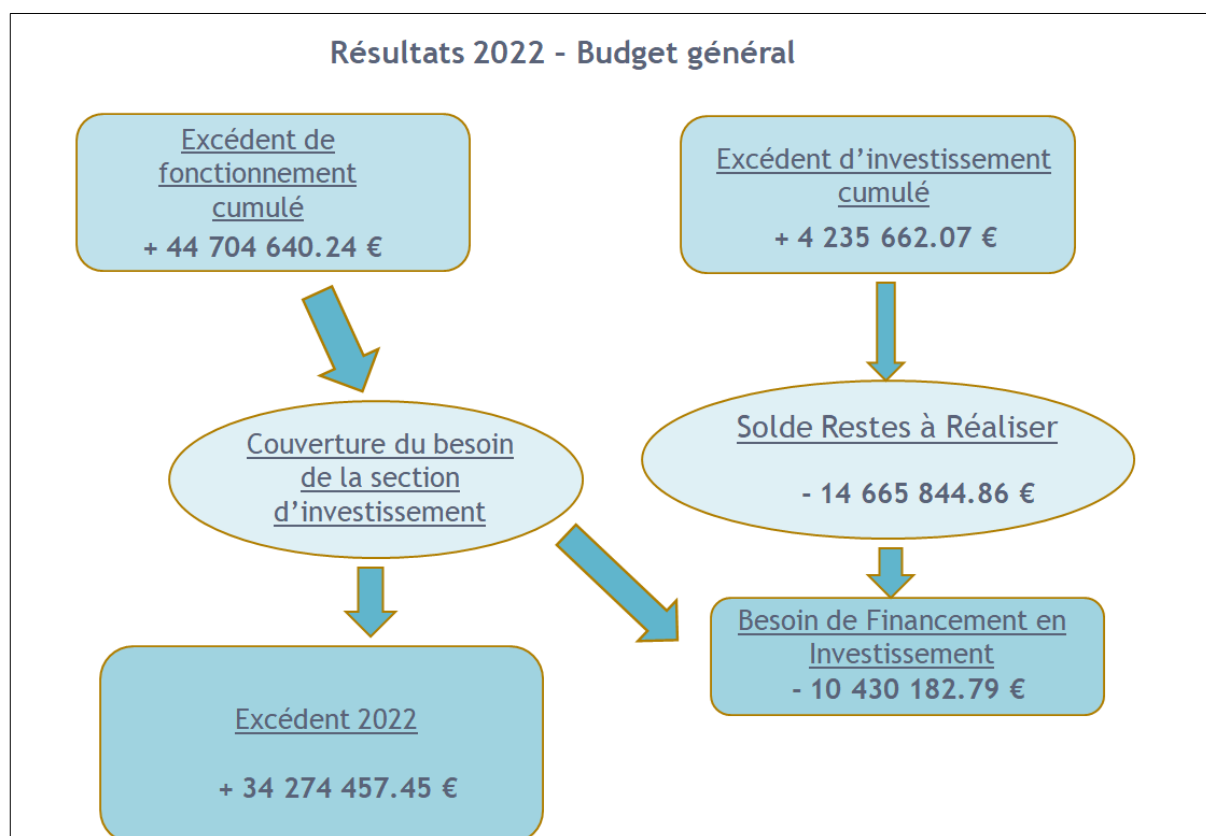 Résultats 2022 – Budget général
Excédent de
fonctionnement
cumulé
+ 44 704 640.24 €
Excédent d’investissement
cumulé
+ 4 235 662.07 €
Couverture du besoin
de la section
d’investissement
Solde Restes à Réaliser
- 14 665 844.86 €
Excédent 2022
+ 34 274 457.45 €
Besoin de Financement en
Investissement
- 10 430 182.79 €